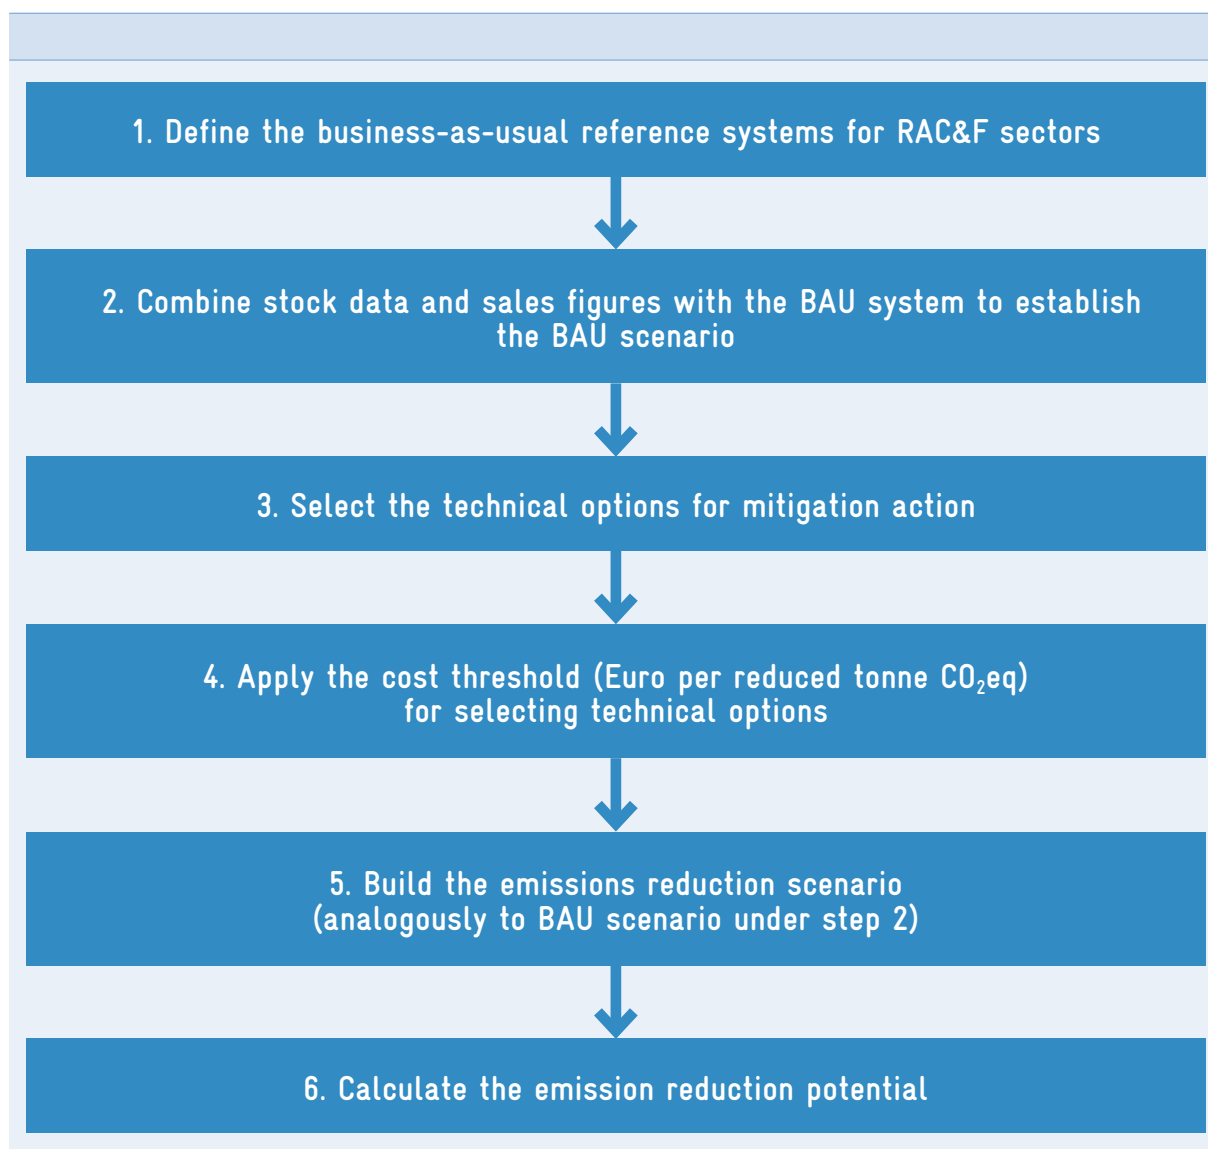 1. Define the business-as-usual reference systems for RAC&F sectors
2. Combine stock data and sales figures with the BAU system to establish
the BAU scenario
3. Select the technical options for mitigation action
4. Apply the cost threshold (Euro per reduced tonne CO₂eq)
for selecting technical options
5. Build the emissions reduction scenario
(analogously to BAU scenario under step 2)
6. Calculate the emission reduction potential